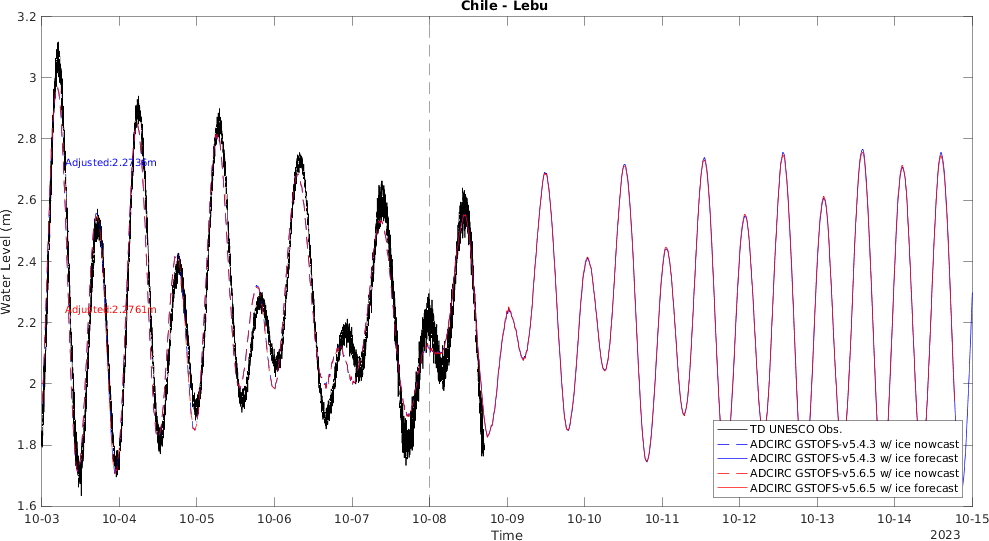 Chile - Lebu
3.2
3
2.8
2.6
2.4
2.2
2
1.8
1.6
Water Level (m)
Adjusted:2.2736m
Adjusted:2.2761m
TD UNESCO Obs.
ADCIRC GSTOFS-v5.4.3 w/ ice nowcast
ADCIRC GSTOFS-v5.4.3 w/ ice forecast
ADCIRC GSTOFS-v5.6.5 w/ ice nowcast
ADCIRC GSTOFS-v5.6.5 w/ ice forecast
10-03 10-04 10-05 10-06 10-07 10-08 10-09 10-10 10-11 10-12 10-13 10-14 10-15
Time
2023